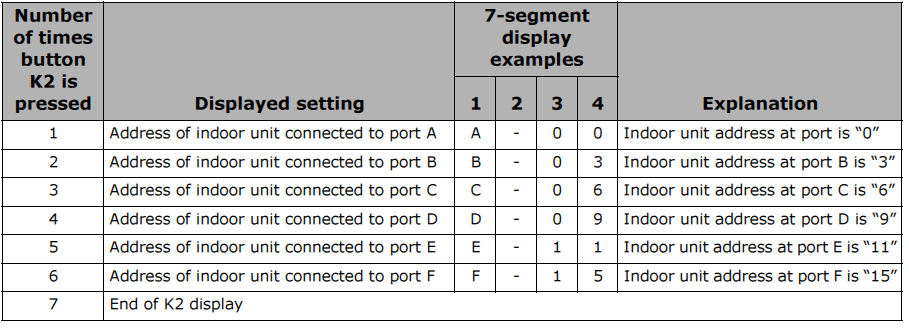 Number of times button K2 is pressed Displayed setting 7-segment display examples Explanation
1 2 3 4
1 Address of indoor unit connected to port A A - 0 0 Indoor unit address at port is “0”
2 Address of indoor unit connected to port B B - 0 3 Indoor unit address at port B is “3”
3 Address of indoor unit connected to port C C - 0 6 Indoor unit address at port C is “6”
4 Address of indoor unit connected to port D D - 0 9 Indoor unit address at port D is “9”
5 Address of indoor unit connected to port E E - 1 1 Indoor unit address at port E is “11”
6 Address of indoor unit connected to port F F - 1 5 Indoor unit address at port F is “15”
7 End of K2 display